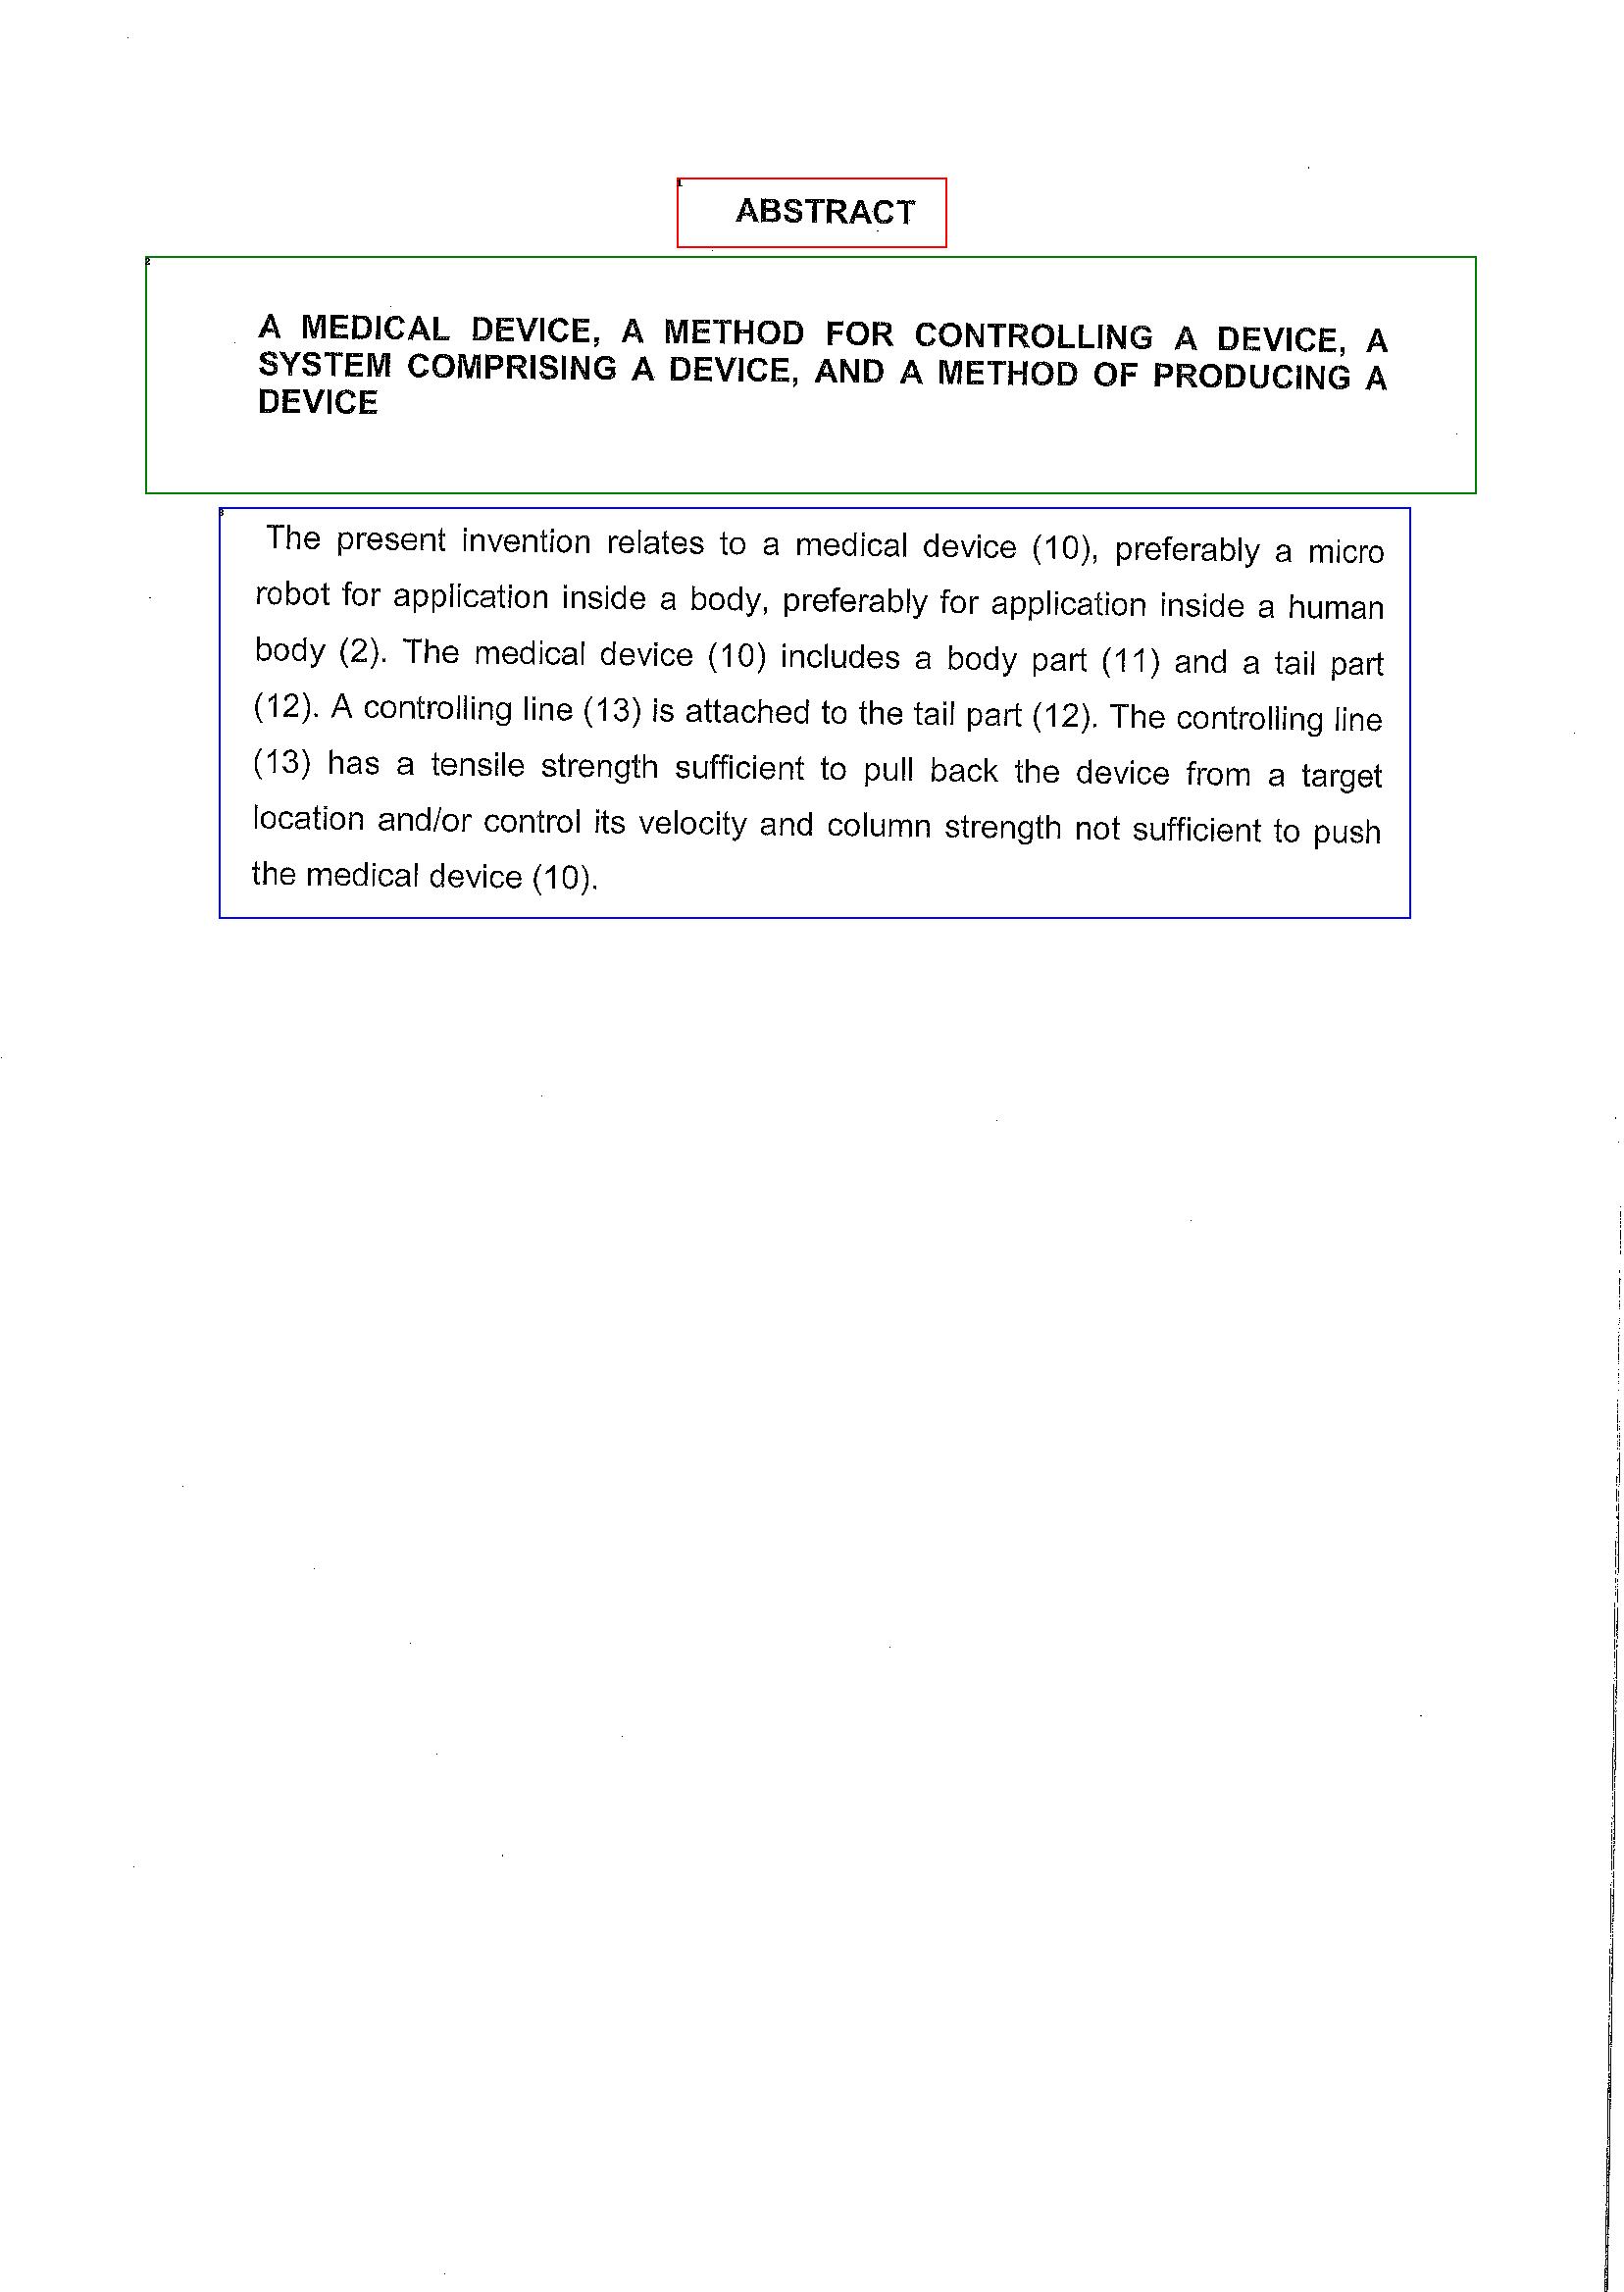 ABSTRACT
A MEDICAL DEVICE, A METHOD FOR CONTROLLING A DEVICE, A
SYSTEM COMPRISING A DEVICE, AND A METHOD OF PRODUCING A
DEVICE
The present invention relates to a medical device (10), preferably a micro
robot for application inside a body, preferably for application inside a human
body (2). The medical device (10) includes a body part (11) and a tail part
(12). A controlling line (13) is attached to the tail part (12). The controlling line
(13) has a tensile strength sufficient to pull back the device from a target
location and/or control its velocity and column strength not sufficient to push
the medical device (10).